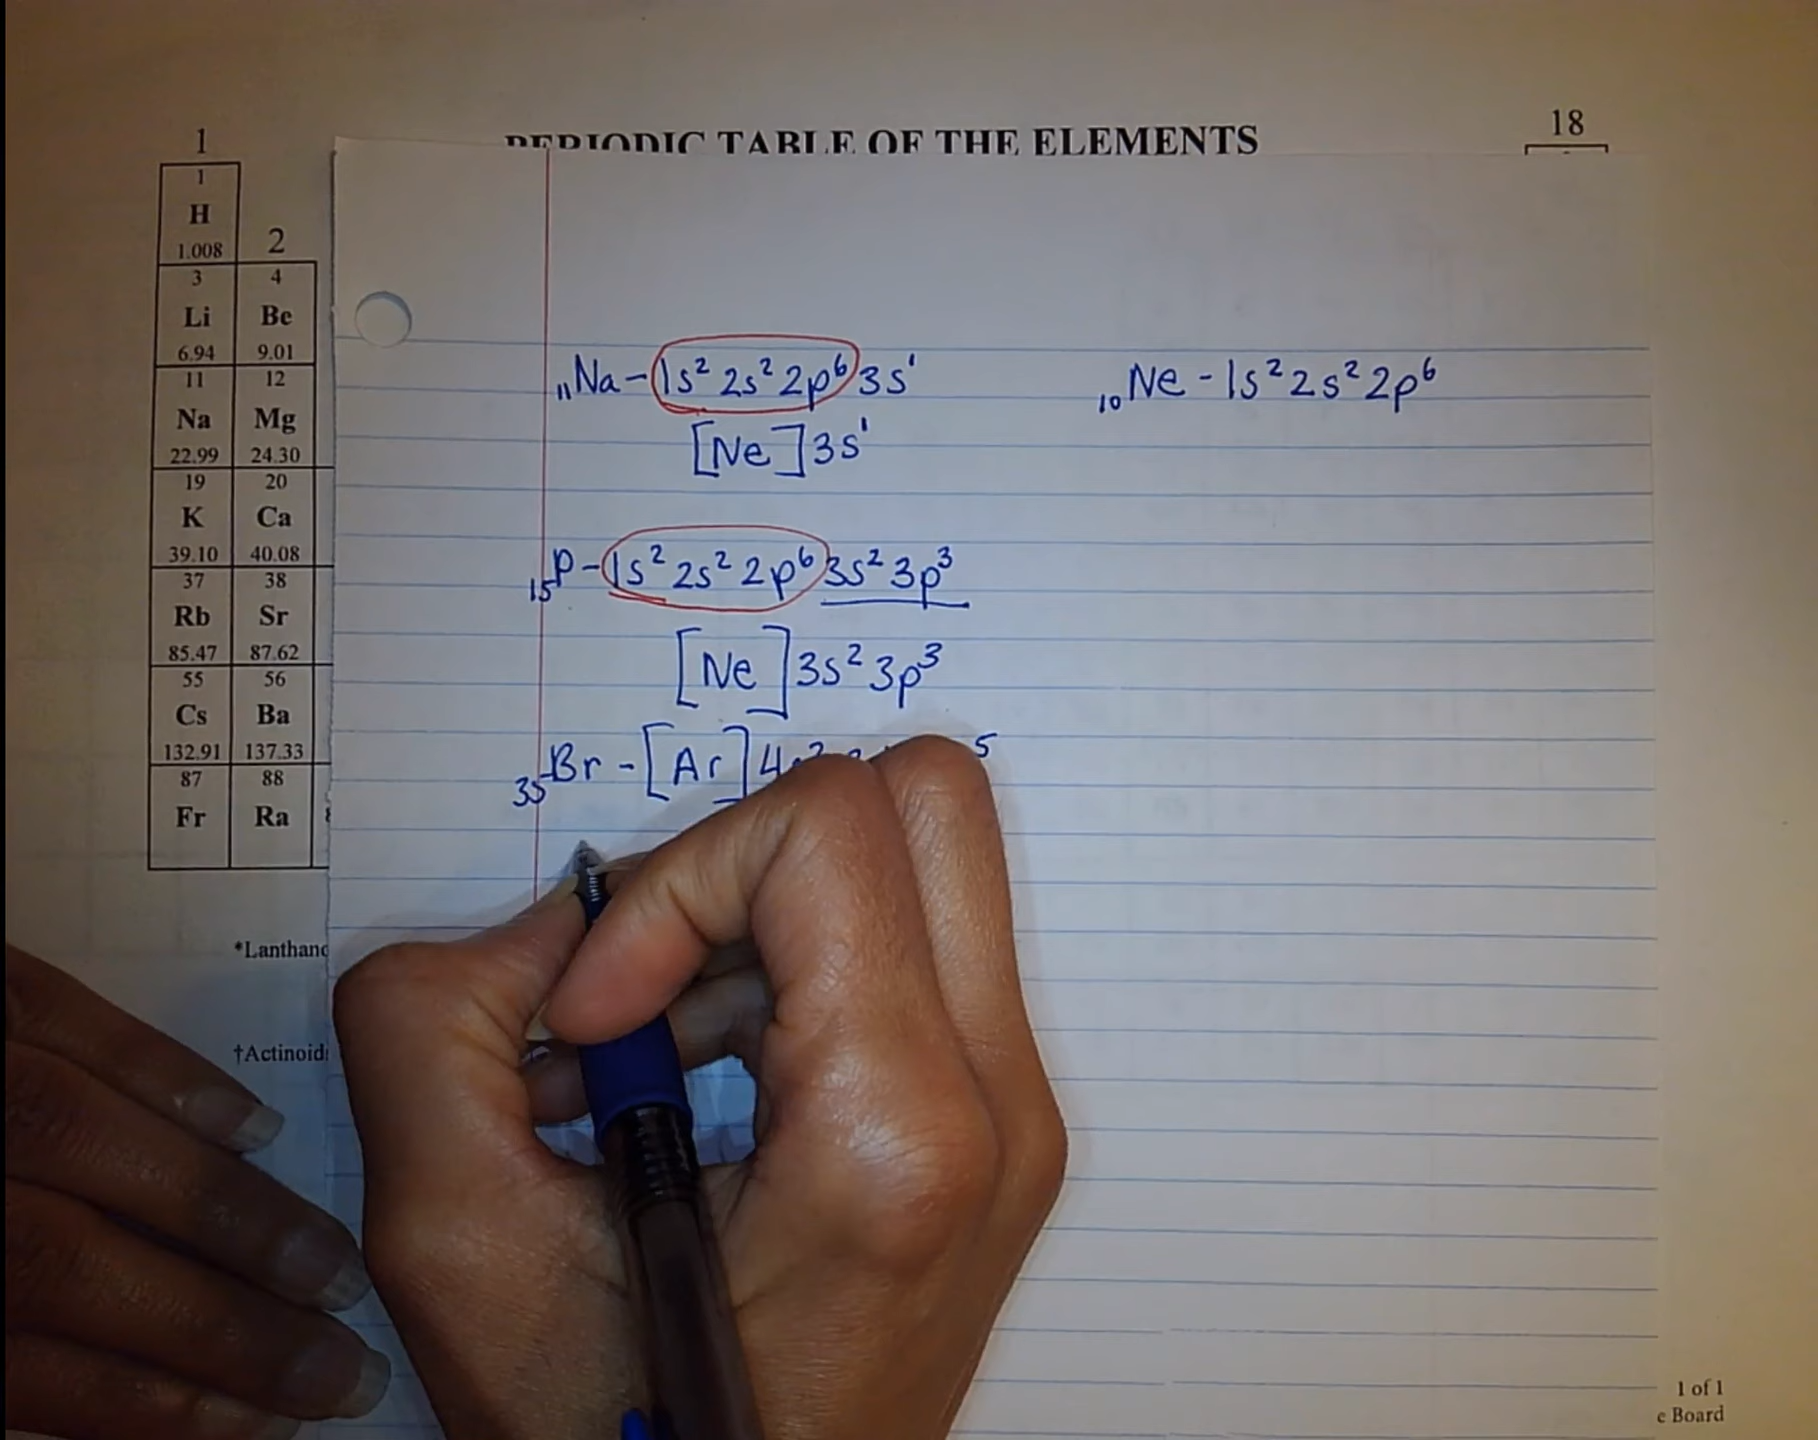 PERIODIC TABLE OF THE ELEMENTS
1
18
1
H
1.008
2
3 4
Li Be
6.94 9.01
11 12
Na Mg
22.99 24.30
19 20
K Ca
39.10 40.08
37 38
Rb Sr
85.47 87.62
55 56
Cs Ba
132.91 137.33
87 88
Fr Ra
*Lanthano
†Actinoid
₁₁Na - 1s² 2s² 2p⁶ 3s¹
[Ne] 3s¹
₁₀Ne - 1s² 2s² 2p⁶
₁₅P - 1s² 2s² 2p⁶ 3s² 3p³
[Ne] 3s² 3p³
₃₅Br - [Ar] 4 5
1 of 1
e Board